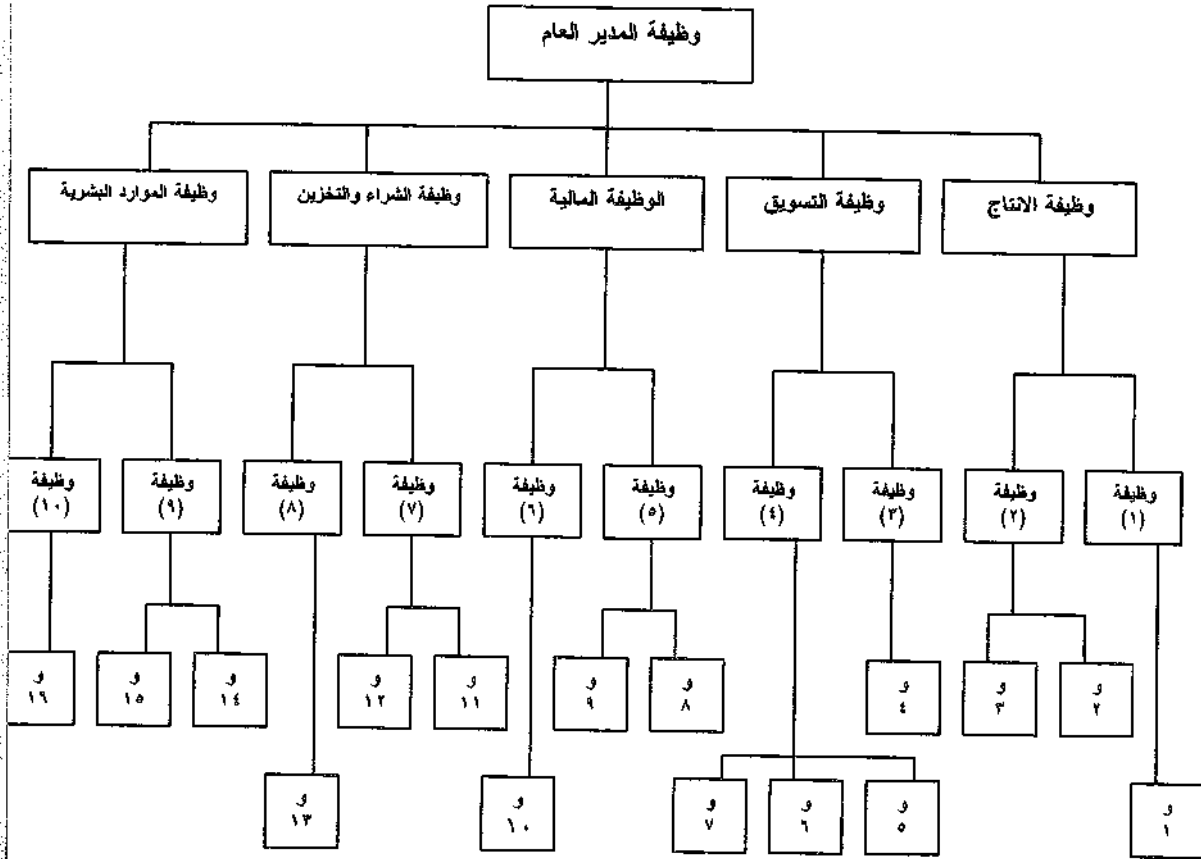 وظيفة المدير العام
وظيفة الانتاج
وظيفة التسويق
الوظيفة المالية
وظيفة الشراء والتخزين
وظيفة الموارد البشرية
وظيفة
(١)
وظيفة
(٢)
وظيفة
(٣)
وظيفة
(٤)
وظيفة
(٥)
وظيفة
(٦)
وظيفة
(٧)
وظيفة
(٨)
وظيفة
(٩)
وظيفة
(١٠)
و
٢
و
٣
و
٤
و
٨
و
٩
و
١١
و
١٢
و
١٤
و
١٥
و
١٩
و
١
و
٥
و
٦
و
٧
و
١٠
و
١٣